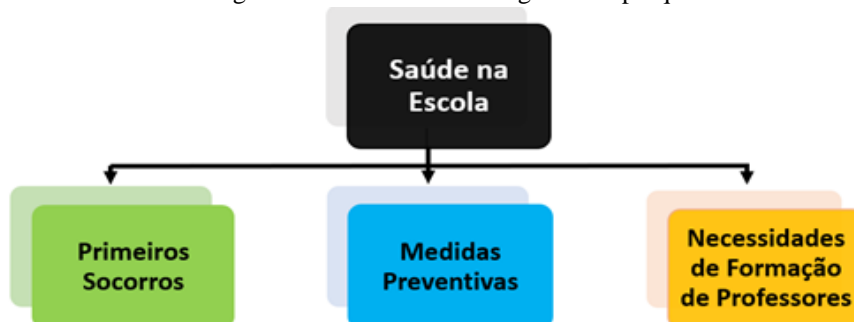 Saúde na
Escola
Primeiros
Socorros
Medidas
Preventivas
Necessidades
de Formação
de Professores